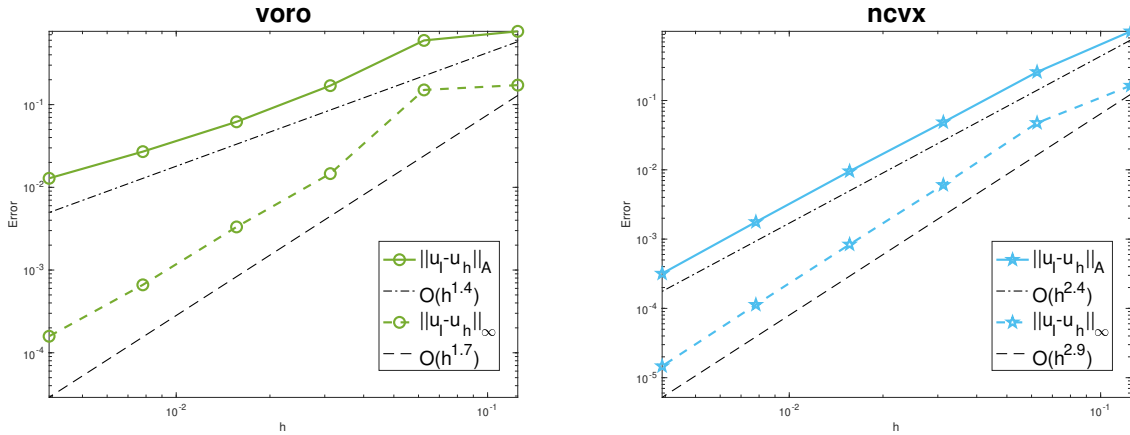 voro
10^-1
10^-2
10^-3
10^-4
Error
10^-2
10^-1
h
||u_I-u_h||_A
O(h^1.4)
||u_I-u_h||_∞
O(h^1.7)
ncvx
10^-1
10^-2
10^-3
10^-4
10^-5
Error
10^-2
10^-1
h
||u_I-u_h||_A
O(h^2.4)
||u_I-u_h||_∞
O(h^2.9)